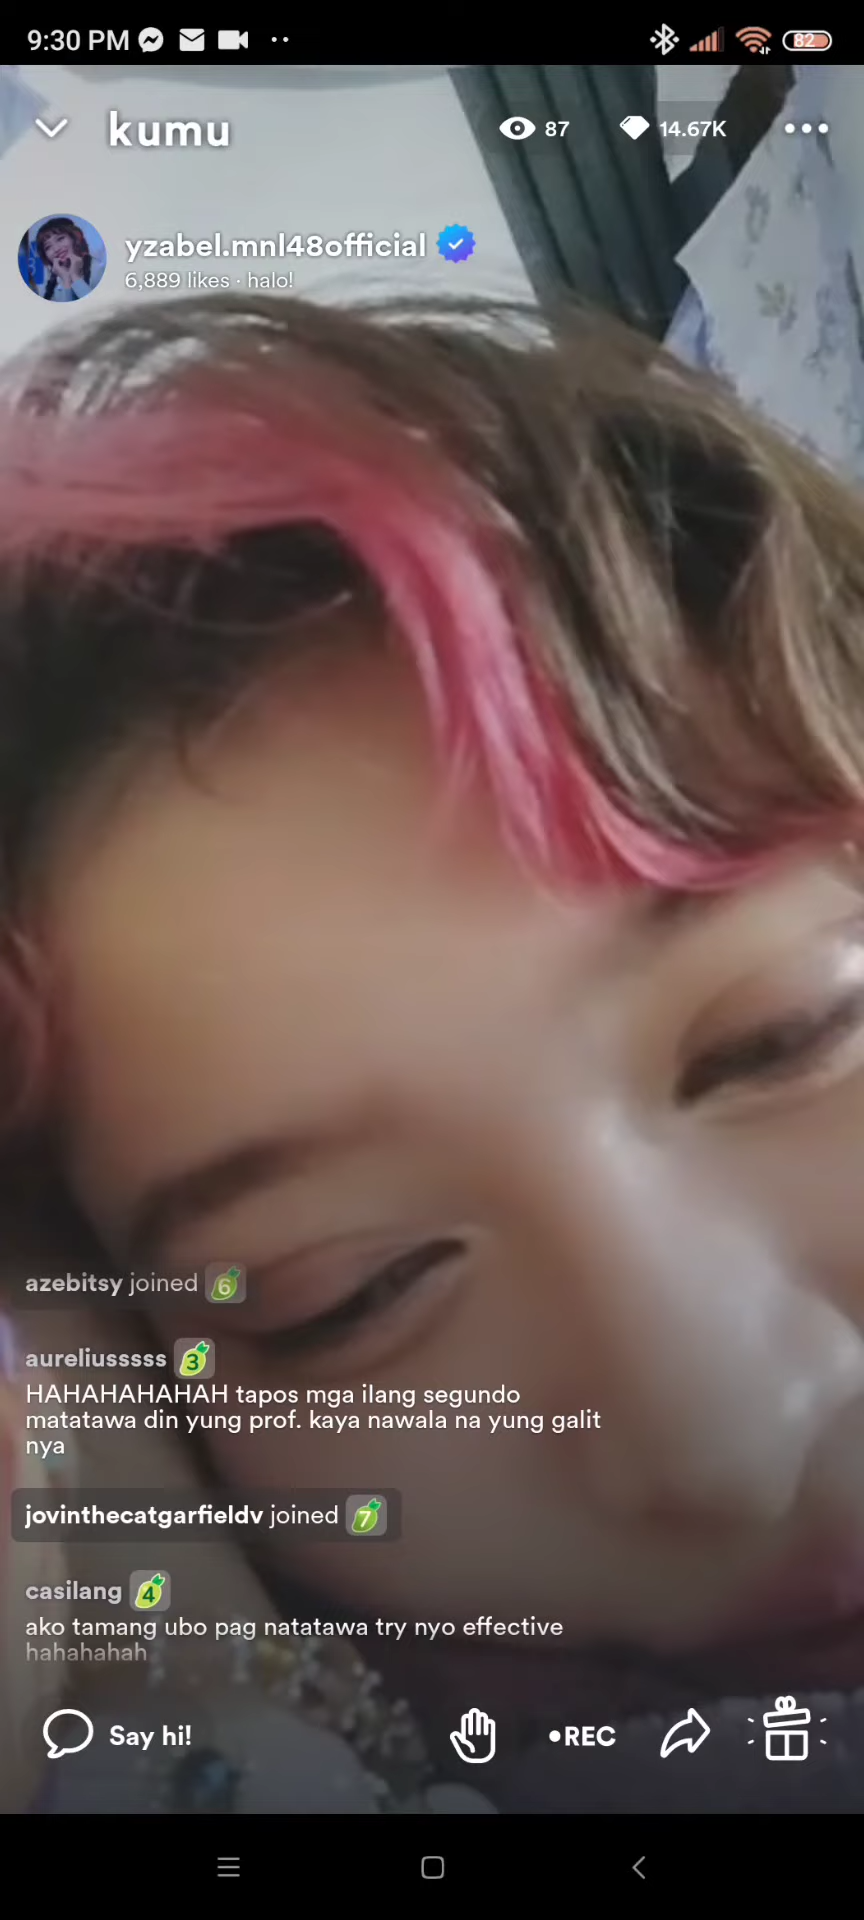 9:30 PM
82
kumu
87
14.67K
yzabel.mnl48official
6,889 likes · halo!
azebitsy joined 6
aureliusssss 3
HAHAHAHAHAH tapos mga ilang segundo
matatawa din yung prof. kaya nawala na yung galit
nya
jovinthecatgarfieldv joined 7
casilang 4
ako tamang ubo pag natatawa try nyo effective
hahahahah
Say hi!
•REC